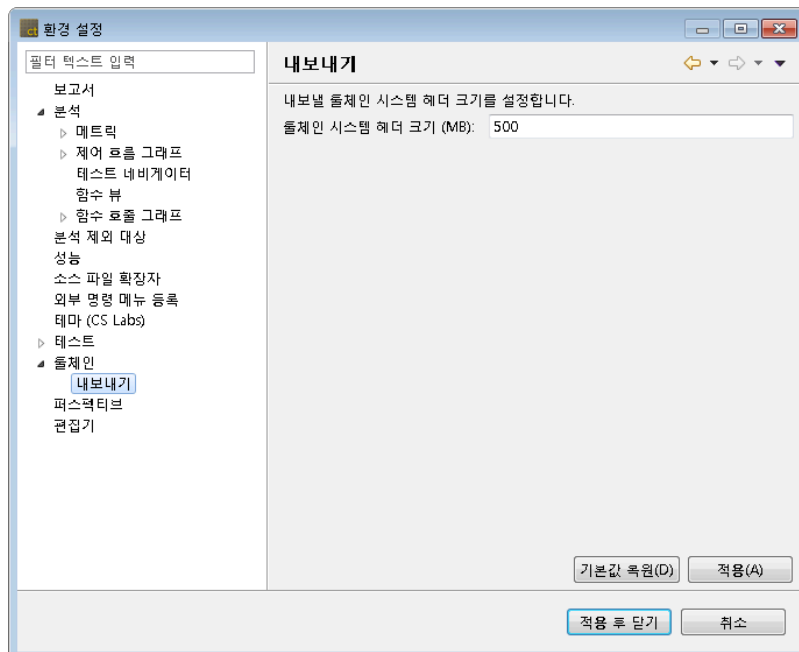 환경 설정
필터 텍스트 입력
보고서
분석
메트릭
제어 흐름 그래프
테스트 네비게이터
함수 뷰
함수 호출 그래프
분석 제외 대상
성능
소스 파일 확장자
외부 명령 메뉴 등록
테마 (CS Labs)
테스트
툴체인
내보내기
퍼스펙티브
편집기
내보내기
내보낼 툴체인 시스템 헤더 크기를 설정합니다.
툴체인 시스템 헤더 크기 (MB): 500
기본값 복원(D) 적용(A)
적용 후 닫기 취소